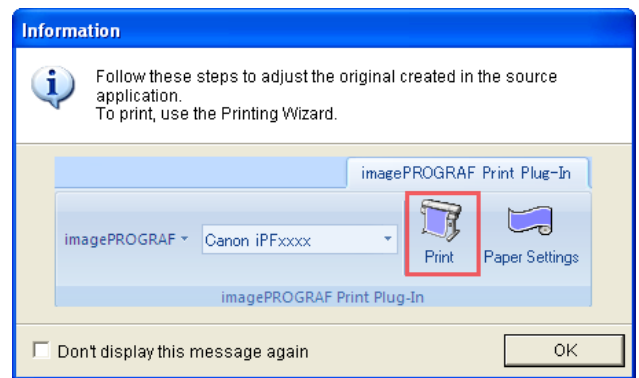 Information
Follow these steps to adjust the original created in the source
application.
To print, use the Printing Wizard.
imagePROGRAF Print Plug-In
imagePROGRAF
Canon iPFxxxx
Print
Paper Settings
imagePROGRAF Print Plug-In
Don't display this message again
OK